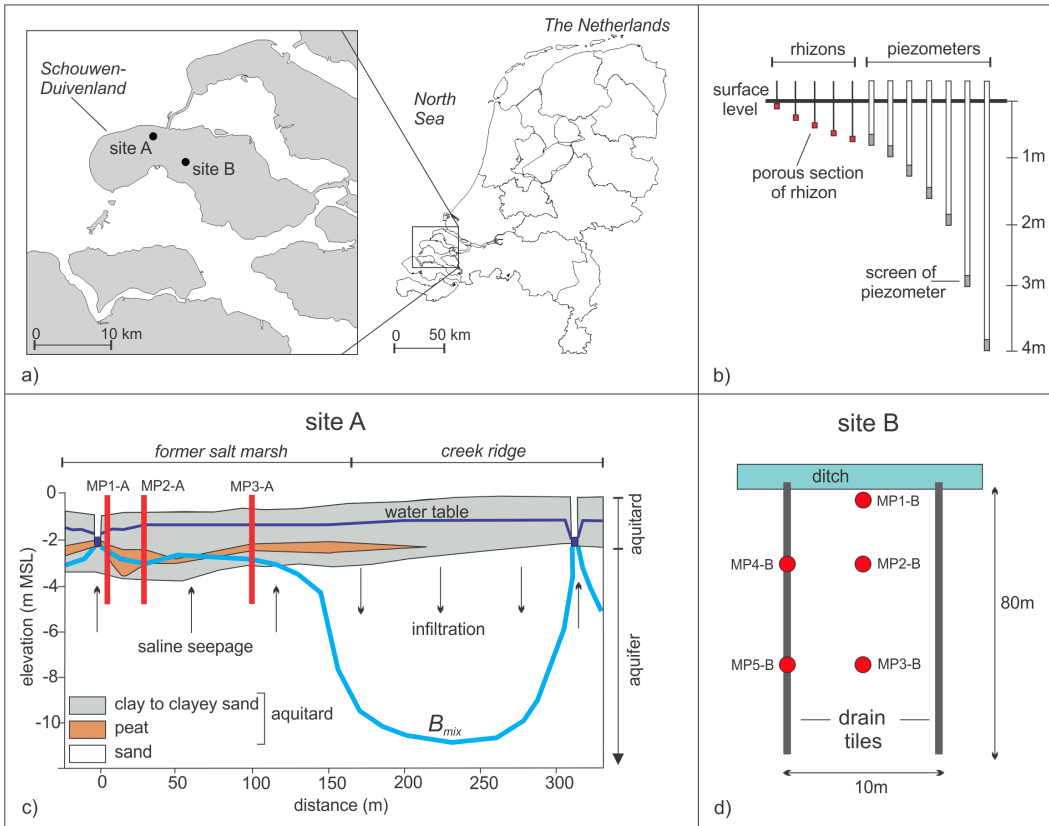 The Netherlands
Schouwen-
Duivenland
North
Sea
site A
site B
0
10 km
0
50 km
a)
rhizons
piezometers
surface
level
1m
porous section
of rhizon
2m
screen of
piezometer
3m
4m
b)
site A
former salt marsh
creek ridge
MP1-A
MP2-A
MP3-A
0
-2
-4
-6
-8
-10
elevation (m MSL)
water table
aquitard
aquifer
saline seepage
infiltration
clay to clayey sand
peat
sand
aquitard
Bmix
0
50
100
150
200
250
300
distance (m)
c)
site B
ditch
MP1-B
MP4-B
MP2-B
80m
MP5-B
MP3-B
drain
tiles
10m
d)